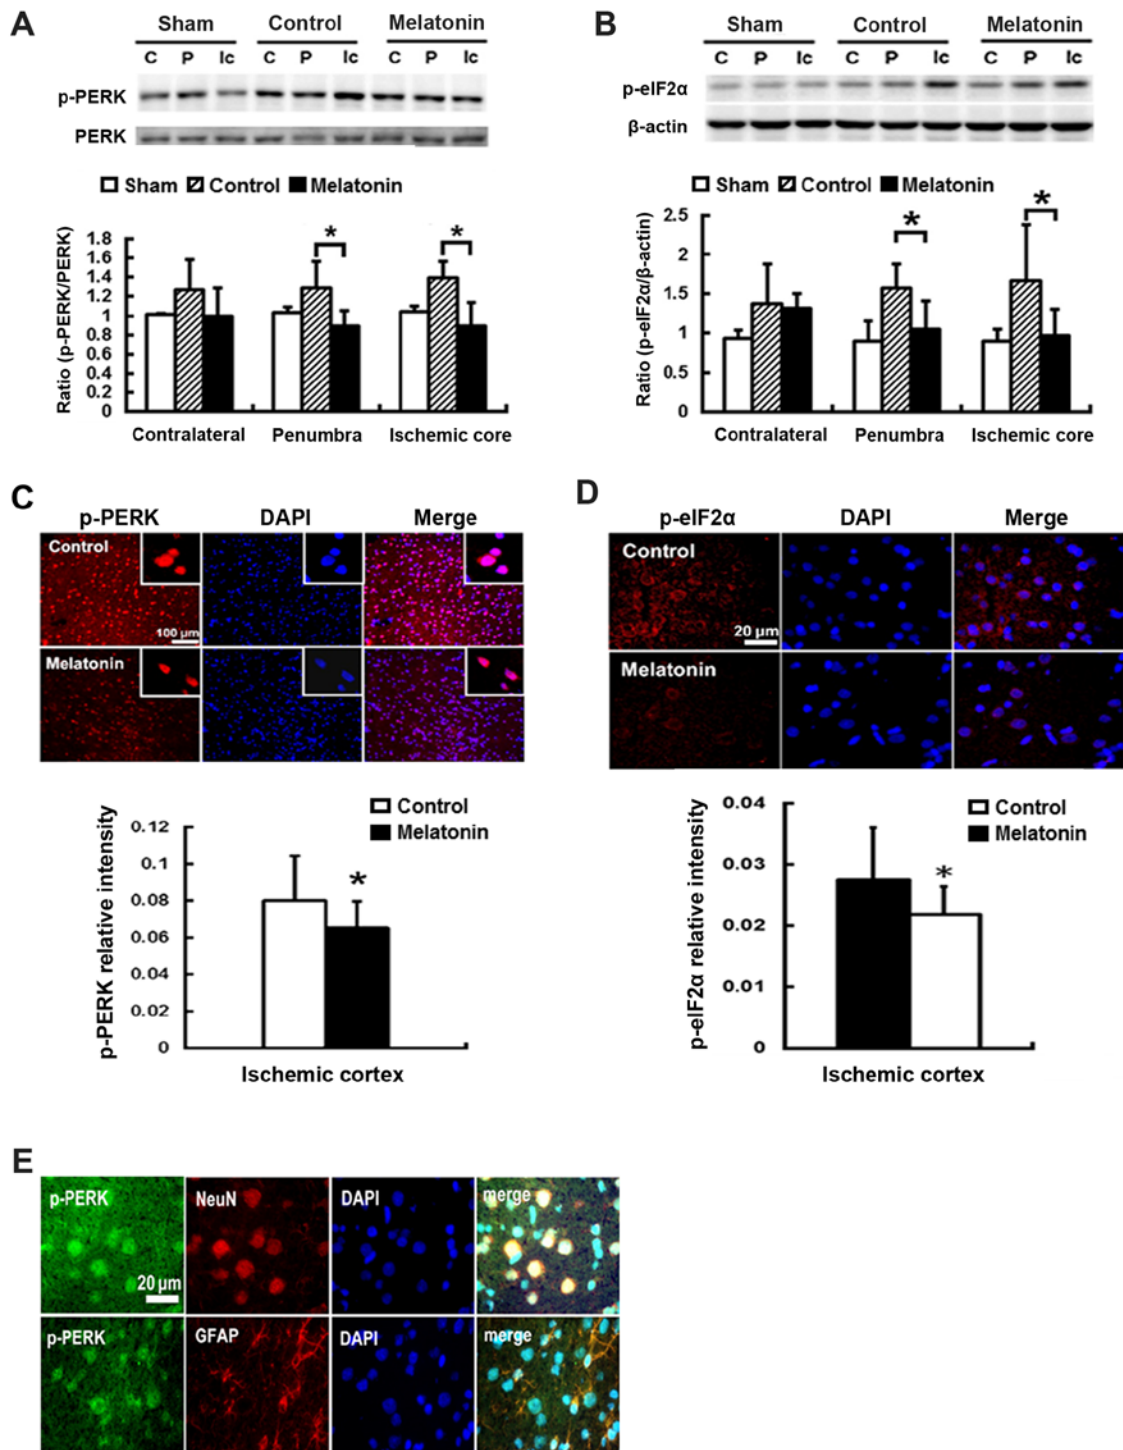 A
Sham Control Melatonin
C P Ic C P Ic C P Ic
p-PERK
PERK
Sham Control Melatonin
Ratio (p-PERK/PERK)
1.8
1.6
1.4
1.2
1
0.8
0.6
0.4
0.2
0
* *
Contralateral Penumbra Ischemic core
B
Sham Control Melatonin
C P Ic C P Ic C P Ic
p-eIF2α
β-actin
Sham Control Melatonin
Ratio (p-eIF2α/β-actin)
2.5
2
1.5
1
0.5
0
* *
Contralateral Penumbra Ischemic core
C
p-PERK DAPI Merge
Control
100 µm
Melatonin
Control
Melatonin
p-PERK relative intensity
0.12
0.1
0.08
0.06
0.04
0.02
0
*
Ischemic cortex
D
p-eIF2α DAPI Merge
Control
20 µm
Melatonin
Control
Melatonin
p-eIF2α relative intensity
0.04
0.03
0.02
0.01
0
*
Ischemic cortex
E
p-PERK NeuN DAPI merge
20 µm
p-PERK GFAP DAPI merge